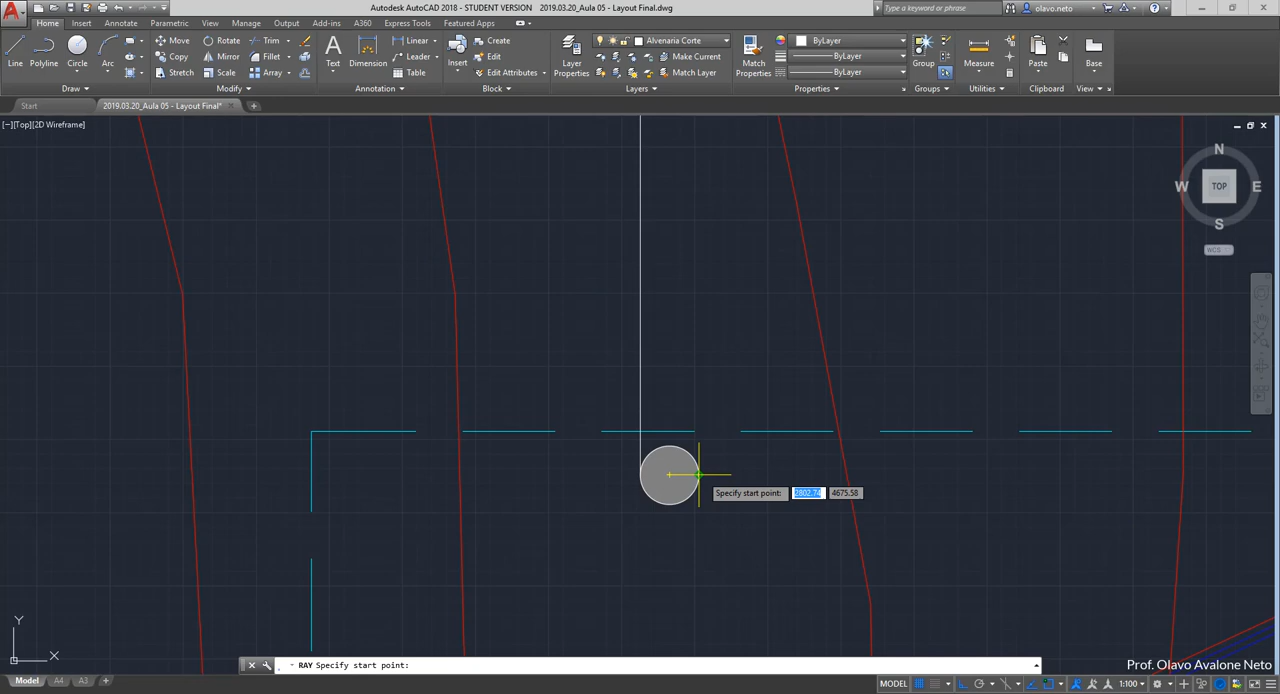 Autodesk AutoCAD 2018 - STUDENT VERSION 2019.03.20_Aula 05 - Layout Final.dwg
Type a keyword or phrase
olavo.neto
Home Insert Annotate Parametric View Manage Output Add-ins A360 Express Tools Featured Apps
Line Polyline Circle Arc
Move Rotate Trim
Copy Mirror Fillet
Stretch Scale Array
Text Dimension
Linear
Leader
Table
Insert
Create
Edit
Edit Attributes
Layer Properties
Alvenaria Corte
Make Current
Match Layer
Match Properties
ByLayer
ByLayer
ByLayer
Group Measure Paste Base
Draw Modify Annotation Block Layers Properties Groups Utilities Clipboard View
Start 2019.03.20_Aula 05 - Layout Final*
[−][Top][2D Wireframe]
N
W TOP E
S
WCS
Specify start point: 2802.74 4675.58
Y
X
RAY Specify start point:
Prof. Olavo Avalone Neto
Model A4 A3
MODEL 1:100